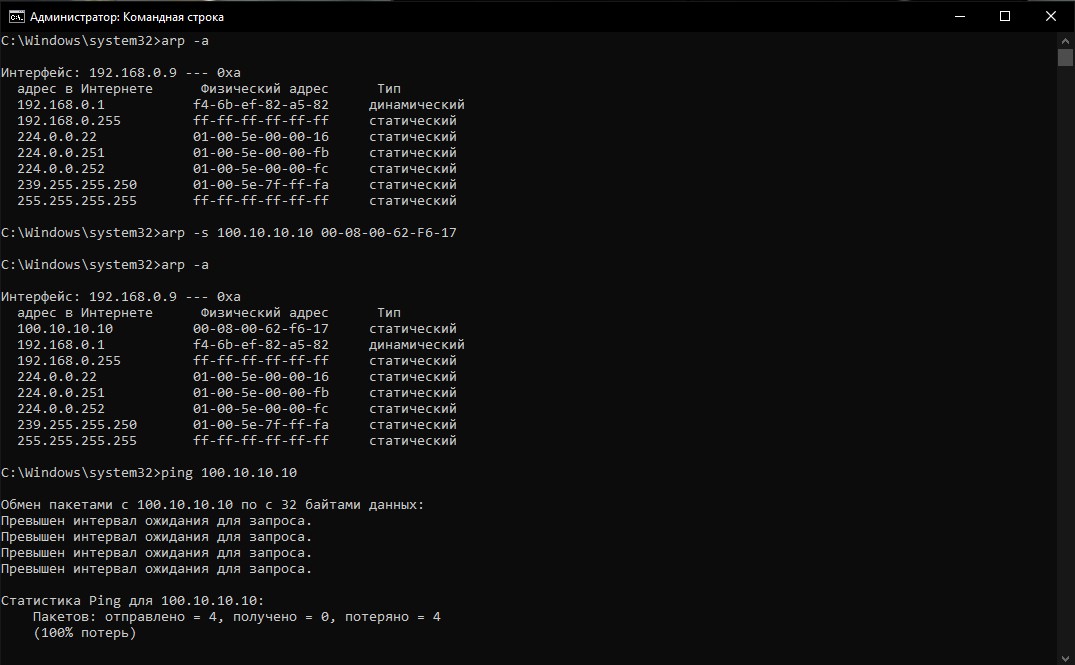 Администратор: Командная строка
C:\Windows\system32>arp -a
Интерфейс: 192.168.0.9 --- 0xa
адрес в Интернете Физический адрес Тип
192.168.0.1 f4-6b-ef-82-a5-82 динамический
192.168.0.255 ff-ff-ff-ff-ff-ff статический
224.0.0.22 01-00-5e-00-00-16 статический
224.0.0.251 01-00-5e-00-00-fb статический
224.0.0.252 01-00-5e-00-00-fc статический
239.255.255.250 01-00-5e-7f-ff-fa статический
255.255.255.255 ff-ff-ff-ff-ff-ff статический
C:\Windows\system32>arp -s 100.10.10.10 00-08-00-62-F6-17
C:\Windows\system32>arp -a
Интерфейс: 192.168.0.9 --- 0xa
адрес в Интернете Физический адрес Тип
100.10.10.10 00-08-00-62-f6-17 статический
192.168.0.1 f4-6b-ef-82-a5-82 динамический
192.168.0.255 ff-ff-ff-ff-ff-ff статический
224.0.0.22 01-00-5e-00-00-16 статический
224.0.0.251 01-00-5e-00-00-fb статический
224.0.0.252 01-00-5e-00-00-fc статический
239.255.255.250 01-00-5e-7f-ff-fa статический
255.255.255.255 ff-ff-ff-ff-ff-ff статический
C:\Windows\system32>ping 100.10.10.10
Обмен пакетами с 100.10.10.10 по с 32 байтами данных:
Превышен интервал ожидания для запроса.
Превышен интервал ожидания для запроса.
Превышен интервал ожидания для запроса.
Превышен интервал ожидания для запроса.
Статистика Ping для 100.10.10.10:
Пакетов: отправлено = 4, получено = 0, потеряно = 4
(100% потерь)